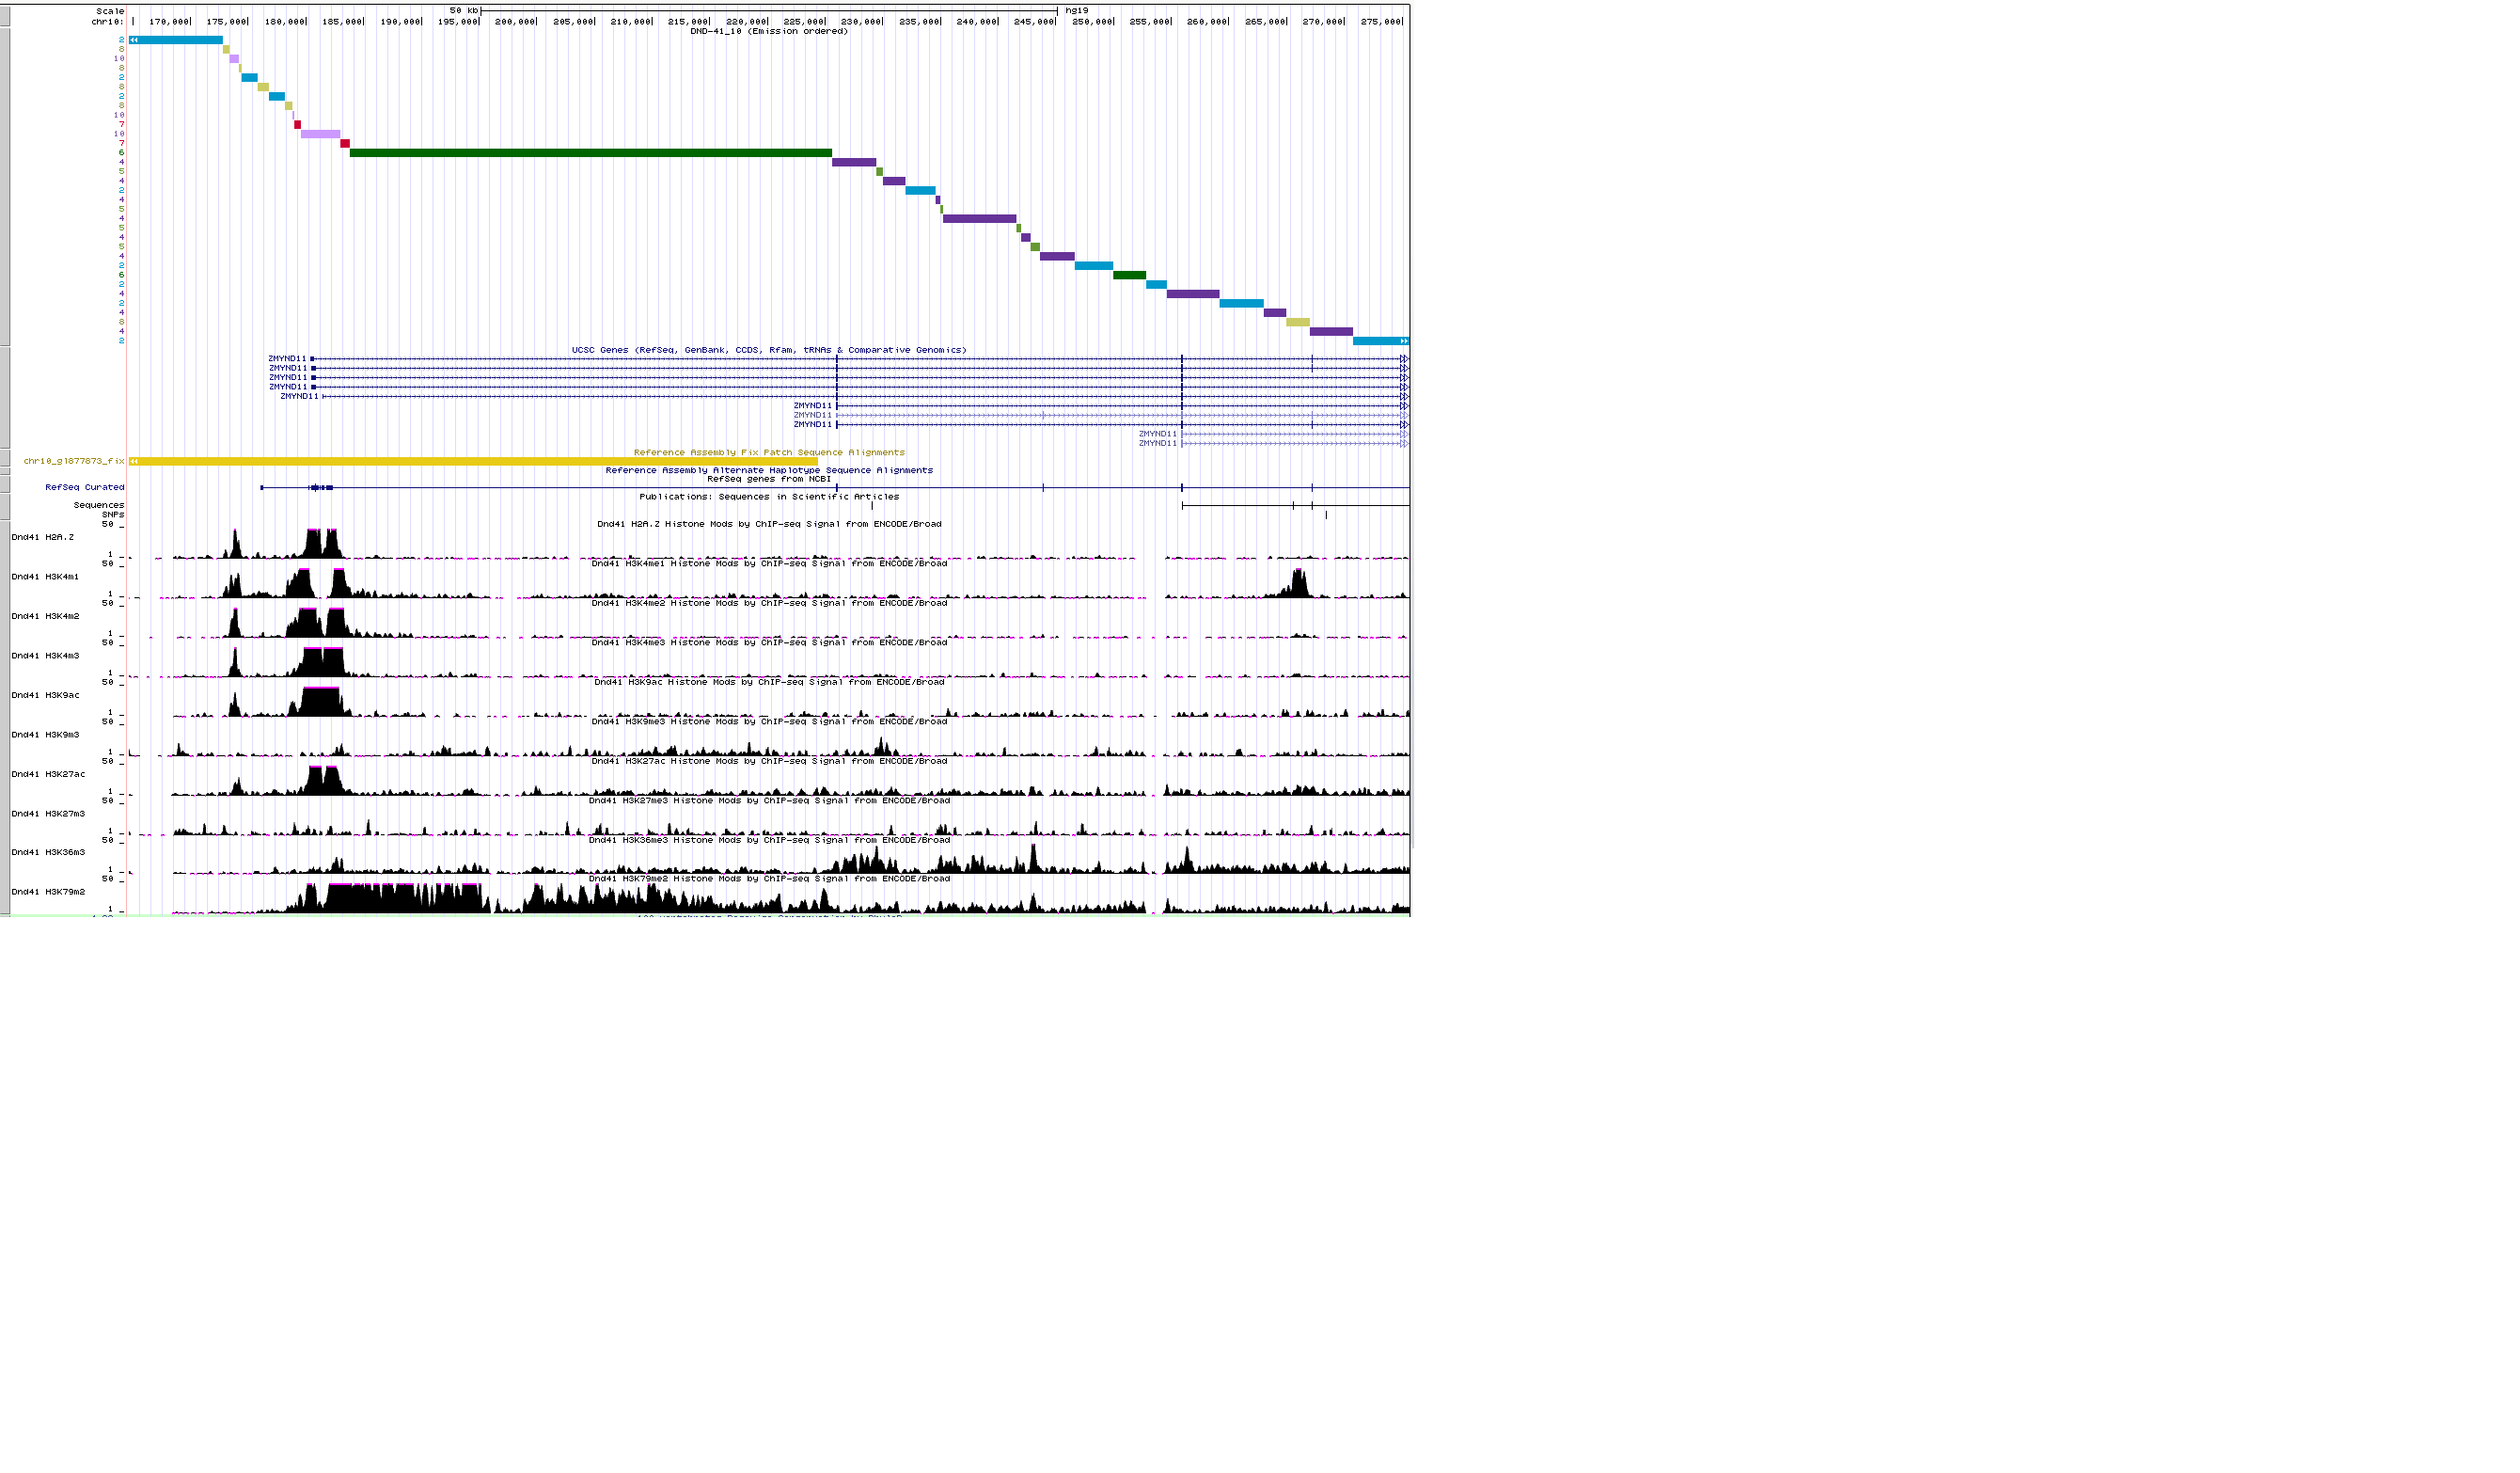 Scale 50 kb hg19
chr10: 170,000 175,000 180,000 185,000 190,000 195,000 200,000 205,000 210,000 215,000 220,000 225,000 230,000 235,000 240,000 245,000 250,000 255,000 260,000 265,000 270,000 275,000
DND-41_10 (Emission ordered)
2
8
10
8
2
8
2
8
10
7
10
7
6
4
5
4
2
4
5
4
5
4
5
4
2
6
2
4
2
4
8
4
2
UCSC Genes (RefSeq, GenBank, CCDS, Rfam, tRNAs & Comparative Genomics)
ZMYND11
ZMYND11
ZMYND11
ZMYND11
ZMYND11
ZMYND11
ZMYND11
ZMYND11
ZMYND11
ZMYND11
Reference Assembly Fix Patch Sequence Alignments
chr10_gl877873_fix
Reference Assembly Alternate Haplotype Sequence Alignments
RefSeq genes from NCBI
RefSeq Curated
Publications: Sequences in Scientific Articles
Sequences
SNPs
50 Dnd41 H2A.Z Histone Mods by ChIP-seq Signal from ENCODE/Broad
Dnd41 H2A.Z
1
50 Dnd41 H3K4me1 Histone Mods by ChIP-seq Signal from ENCODE/Broad
Dnd41 H3K4m1
1
50 Dnd41 H3K4me2 Histone Mods by ChIP-seq Signal from ENCODE/Broad
Dnd41 H3K4m2
1
50 Dnd41 H3K4me3 Histone Mods by ChIP-seq Signal from ENCODE/Broad
Dnd41 H3K4m3
1
50 Dnd41 H3K9ac Histone Mods by ChIP-seq Signal from ENCODE/Broad
Dnd41 H3K9ac
1
50 Dnd41 H3K9me3 Histone Mods by ChIP-seq Signal from ENCODE/Broad
Dnd41 H3K9m3
1
50 Dnd41 H3K27ac Histone Mods by ChIP-seq Signal from ENCODE/Broad
Dnd41 H3K27ac
1
50 Dnd41 H3K27me3 Histone Mods by ChIP-seq Signal from ENCODE/Broad
Dnd41 H3K27m3
1
50 Dnd41 H3K36me3 Histone Mods by ChIP-seq Signal from ENCODE/Broad
Dnd41 H3K36m3
1
50 Dnd41 H3K79me2 Histone Mods by ChIP-seq Signal from ENCODE/Broad
Dnd41 H3K79m2
1